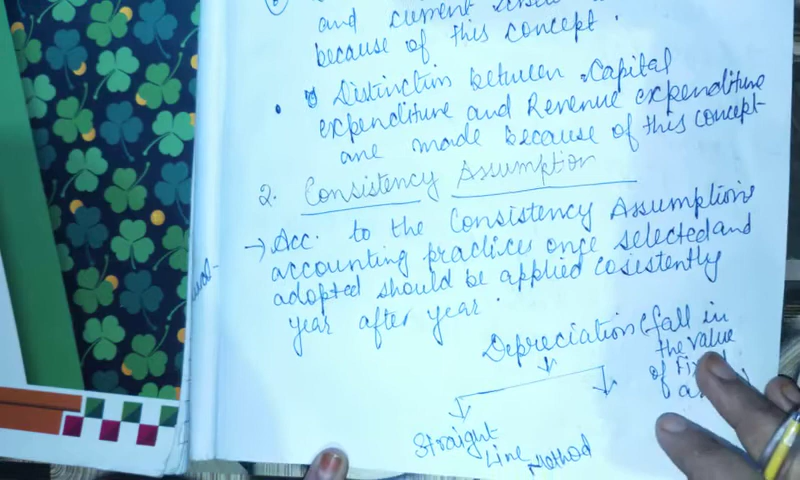 and current
because of this concept.
• Distinction between Capital
expenditure and Revenue expenditure
are made because of this concept
2. Consistency Assumption
→ Acc. to the Consistency Assumptions
accounting practices once selected and
adopted should be applied cosistently
year after year.
Depreciation (fall in
the value
of Fixed
Straight
Line Method